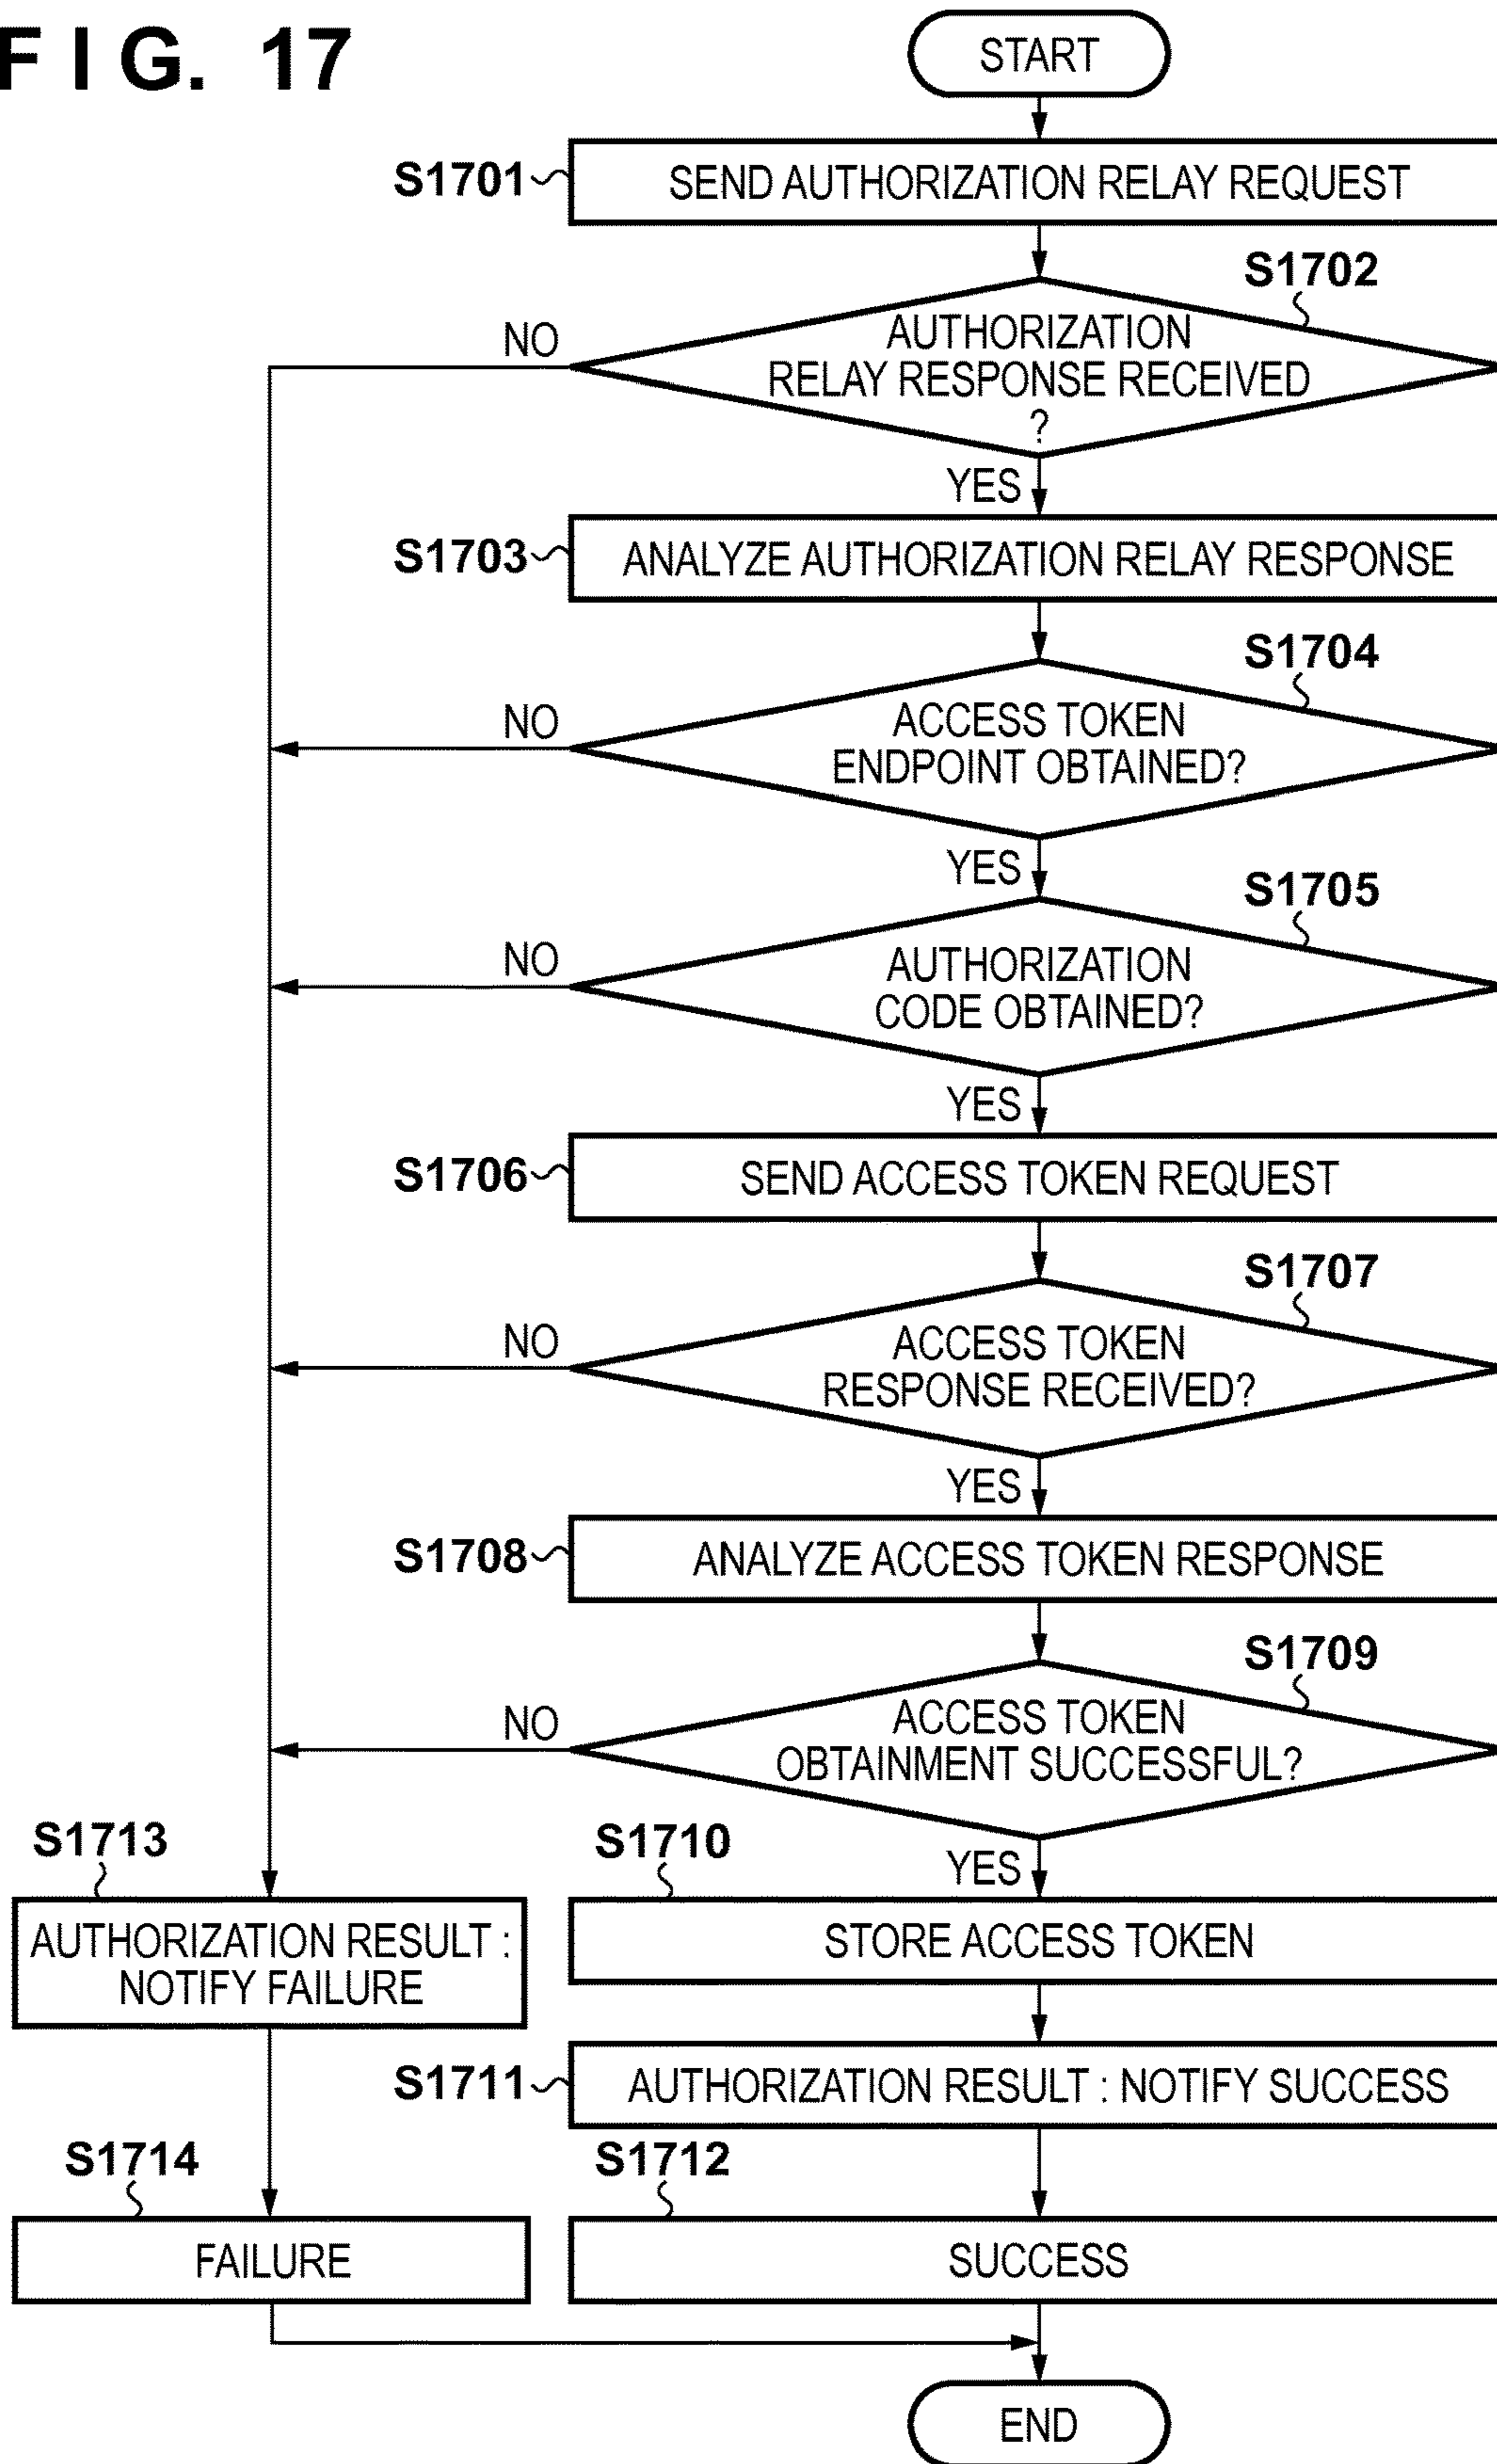 FIG. 17
START
S1701
SEND AUTHORIZATION RELAY REQUEST
S1702
AUTHORIZATION
RELAY RESPONSE RECEIVED
?
NO
YES
S1703
ANALYZE AUTHORIZATION RELAY RESPONSE
S1704
ACCESS TOKEN
ENDPOINT OBTAINED?
NO
YES
S1705
AUTHORIZATION
CODE OBTAINED?
NO
YES
S1706
SEND ACCESS TOKEN REQUEST
S1707
ACCESS TOKEN
RESPONSE RECEIVED?
NO
YES
S1708
ANALYZE ACCESS TOKEN RESPONSE
S1709
ACCESS TOKEN
OBTAINMENT SUCCESSFUL?
NO
YES
S1713
AUTHORIZATION RESULT :
NOTIFY FAILURE
S1710
STORE ACCESS TOKEN
S1711
AUTHORIZATION RESULT : NOTIFY SUCCESS
S1714
FAILURE
S1712
SUCCESS
END